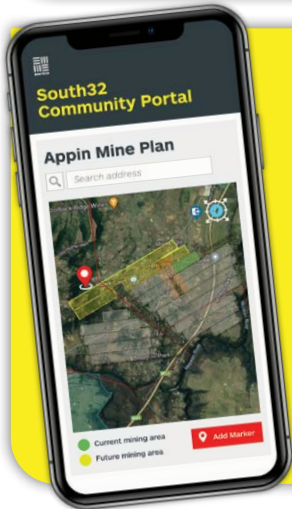 South32
Community Portal
Appin Mine Plan
Search address
Current mining area
Future mining area
Add Marker